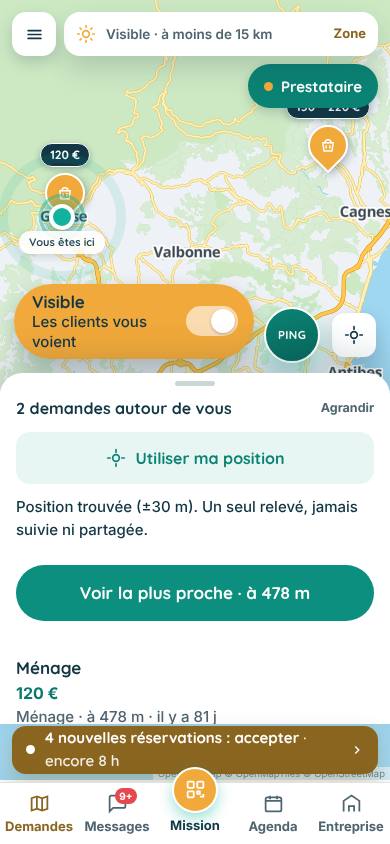 Visible · à moins de 15 km
Zone
Prestataire
120 €
Cagnes
Vous êtes ici
Valbonne
Visible
Les clients vous
voient
PING
Antibes
2 demandes autour de vous
Agrandir
Utiliser ma position
Position trouvée (±30 m). Un seul relevé, jamais
suivie ni partagée.
Voir la plus proche · à 478 m
Ménage
120 €
Ménage · à 478 m · il y a 81 j
4 nouvelles réservations : accepter ·
encore 8 h
© OpenMapTiles © OpenStreetMap
9+
Demandes
Messages
Mission
Agenda
Entreprise